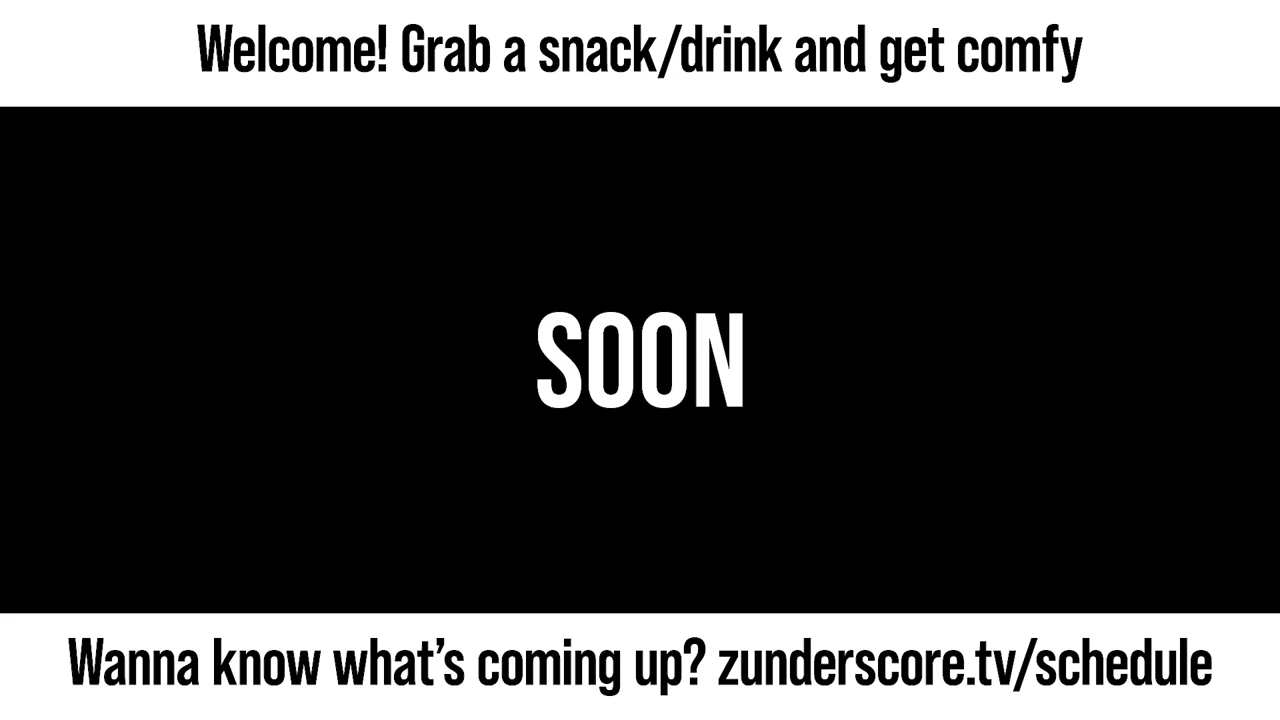 Welcome! Grab a snack/drink and get comfy
SOON
Wanna know what’s coming up? zunderscore.tv/schedule